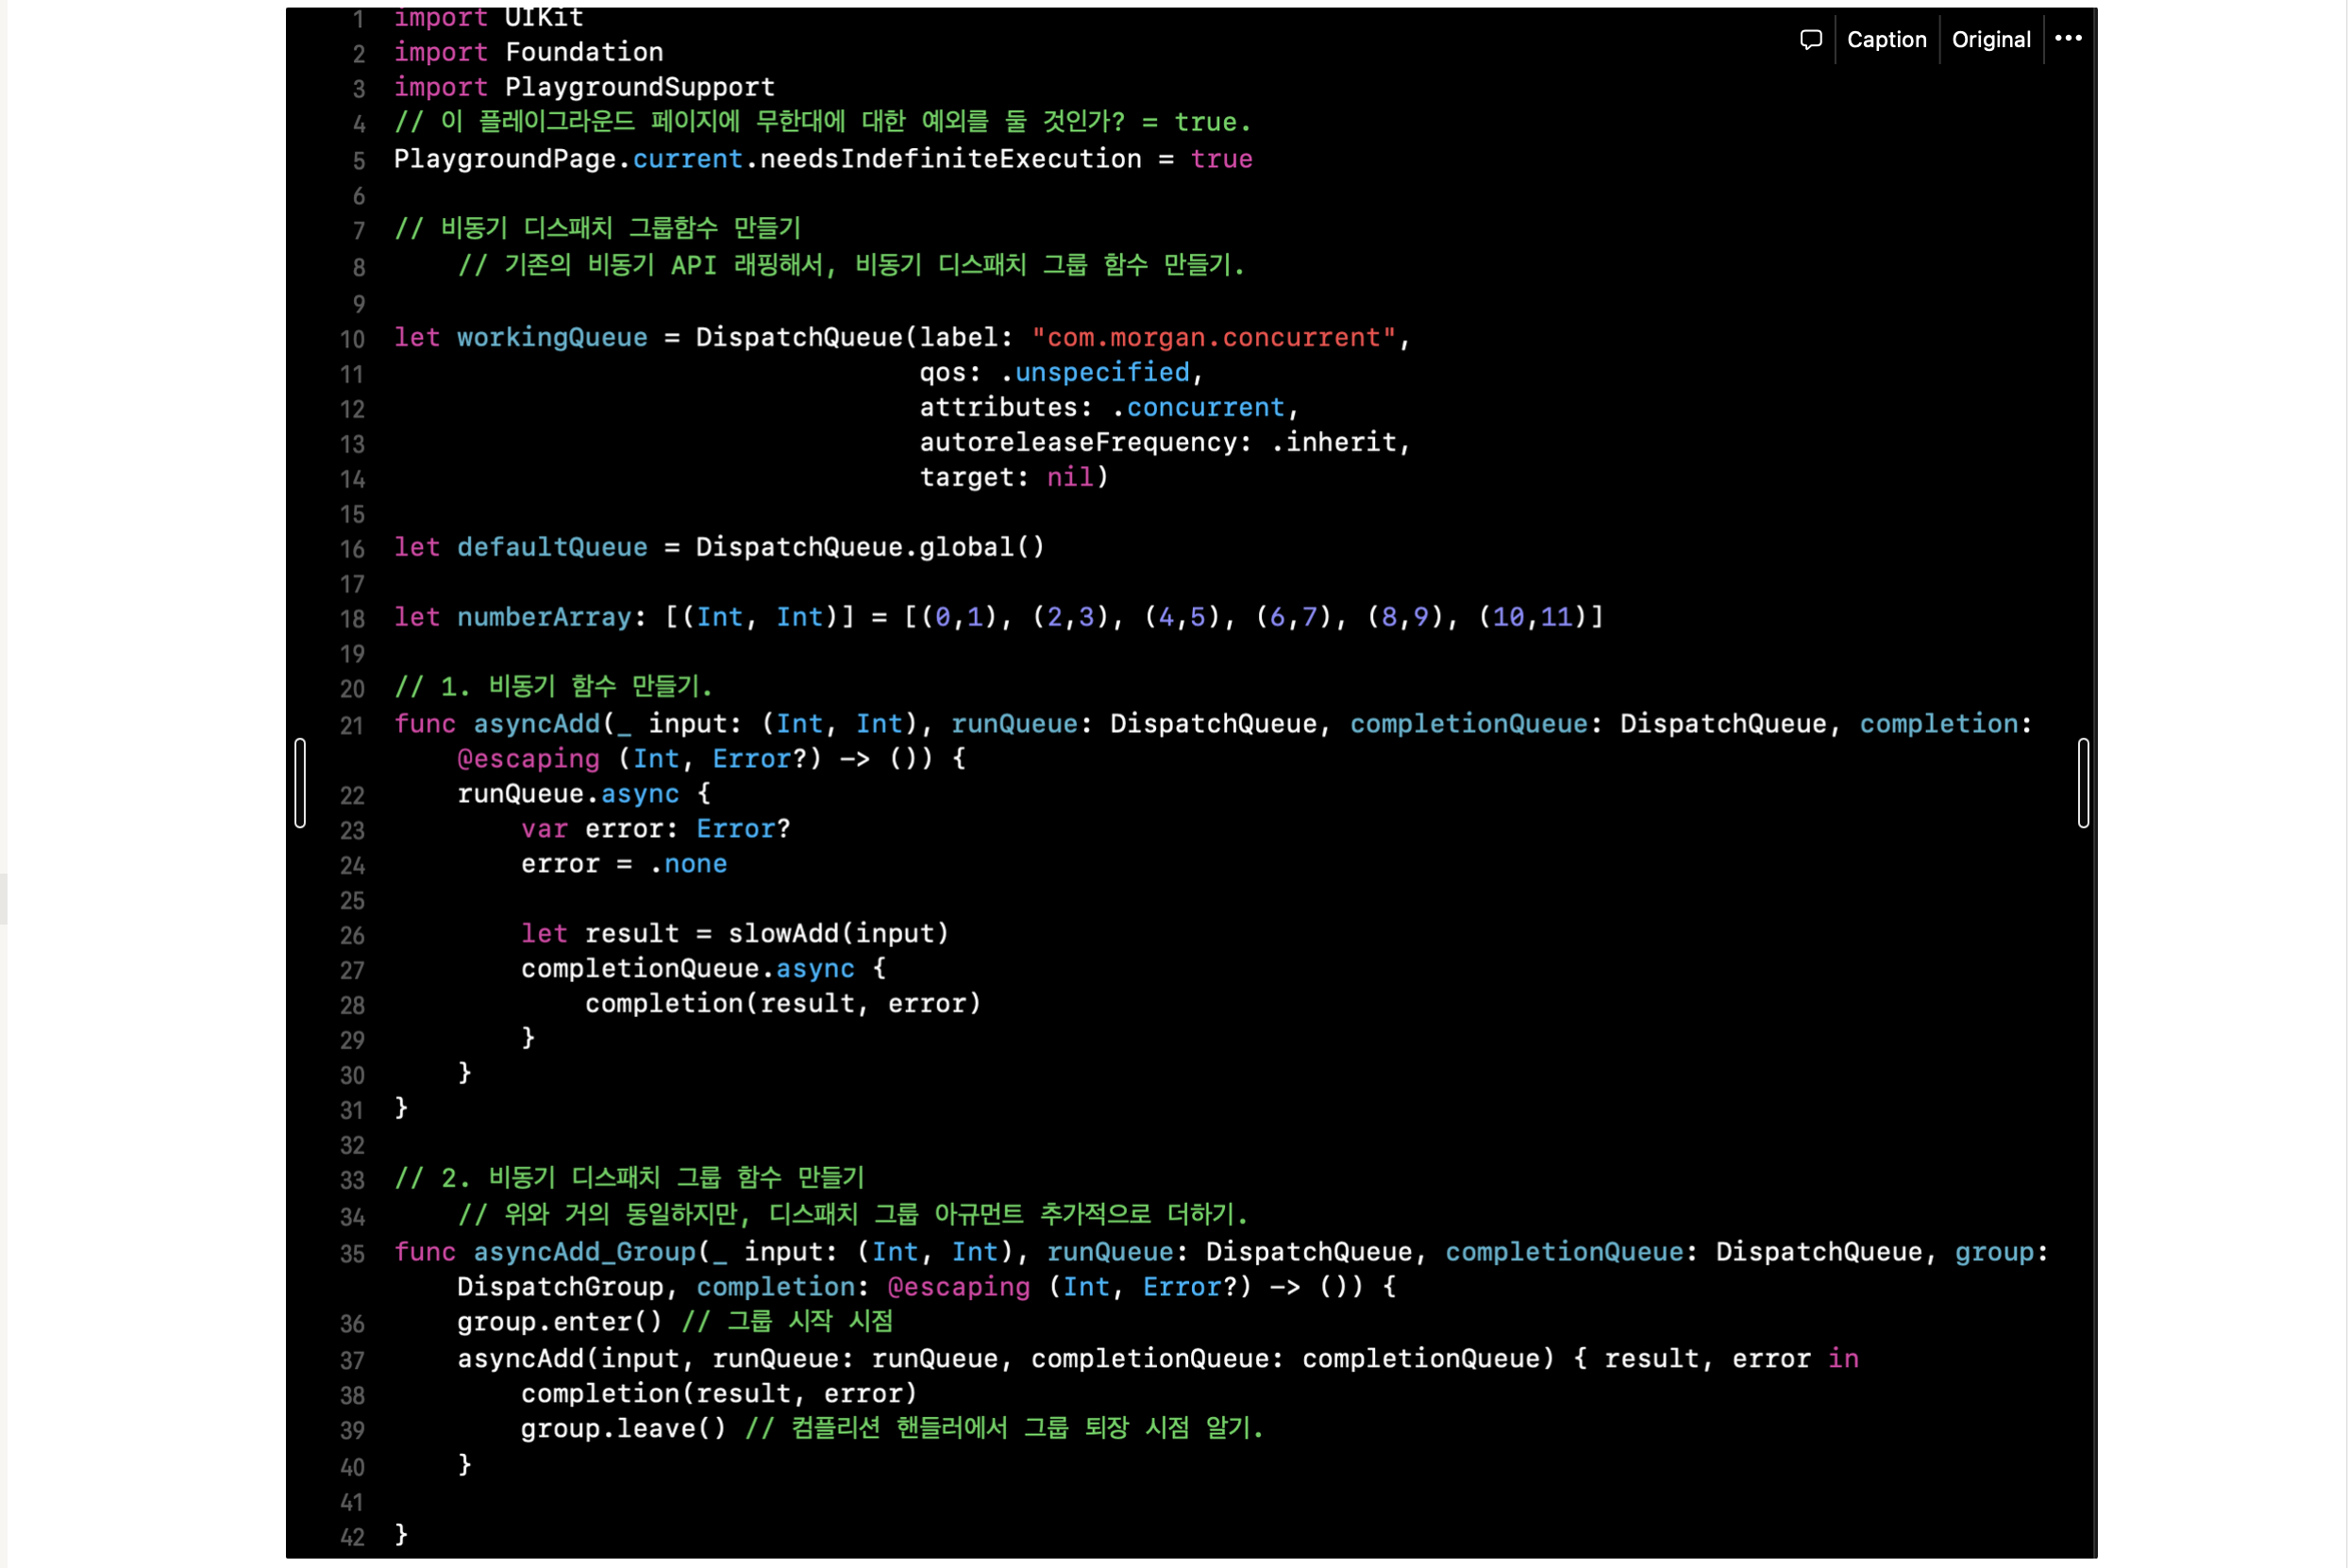 Caption Original
1 import UIKit
2 import Foundation
3 import PlaygroundSupport
4 // 이 플레이그라운드 페이지에 무한대에 대한 예외를 둘 것인가? = true.
5 PlaygroundPage.current.needsIndefiniteExecution = true
6
7 // 비동기 디스패치 그룹함수 만들기
8 // 기존의 비동기 API 래핑해서, 비동기 디스패치 그룹 함수 만들기.
9
10 let workingQueue = DispatchQueue(label: "com.morgan.concurrent",
11 qos: .unspecified,
12 attributes: .concurrent,
13 autoreleaseFrequency: .inherit,
14 target: nil)
15
16 let defaultQueue = DispatchQueue.global()
17
18 let numberArray: [(Int, Int)] = [(0,1), (2,3), (4,5), (6,7), (8,9), (10,11)]
19
20 // 1. 비동기 함수 만들기.
21 func asyncAdd(_ input: (Int, Int), runQueue: DispatchQueue, completionQueue: DispatchQueue, completion:
@escaping (Int, Error?) -> ()) {
22 runQueue.async {
23 var error: Error?
24 error = .none
25
26 let result = slowAdd(input)
27 completionQueue.async {
28 completion(result, error)
29 }
30 }
31 }
32
33 // 2. 비동기 디스패치 그룹 함수 만들기
34 // 위와 거의 동일하지만, 디스패치 그룹 아규먼트 추가적으로 더하기.
35 func asyncAdd_Group(_ input: (Int, Int), runQueue: DispatchQueue, completionQueue: DispatchQueue, group:
DispatchGroup, completion: @escaping (Int, Error?) -> ()) {
36 group.enter() // 그룹 시작 시점
37 asyncAdd(input, runQueue: runQueue, completionQueue: completionQueue) { result, error in
38 completion(result, error)
39 group.leave() // 컴플리션 핸들러에서 그룹 퇴장 시점 알기.
40 }
41
42 }